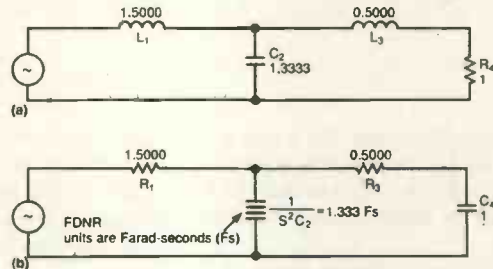 1.5000
0.5000
L₁
L₃
C₂
1.3333
R₄
1
~
(a)
1.5000
0.5000
R₁
R₃
1
S²C₂
=1.333 Fs
C₄
1
~
FDNR
units are Farad-seconds (Fs)
(b)